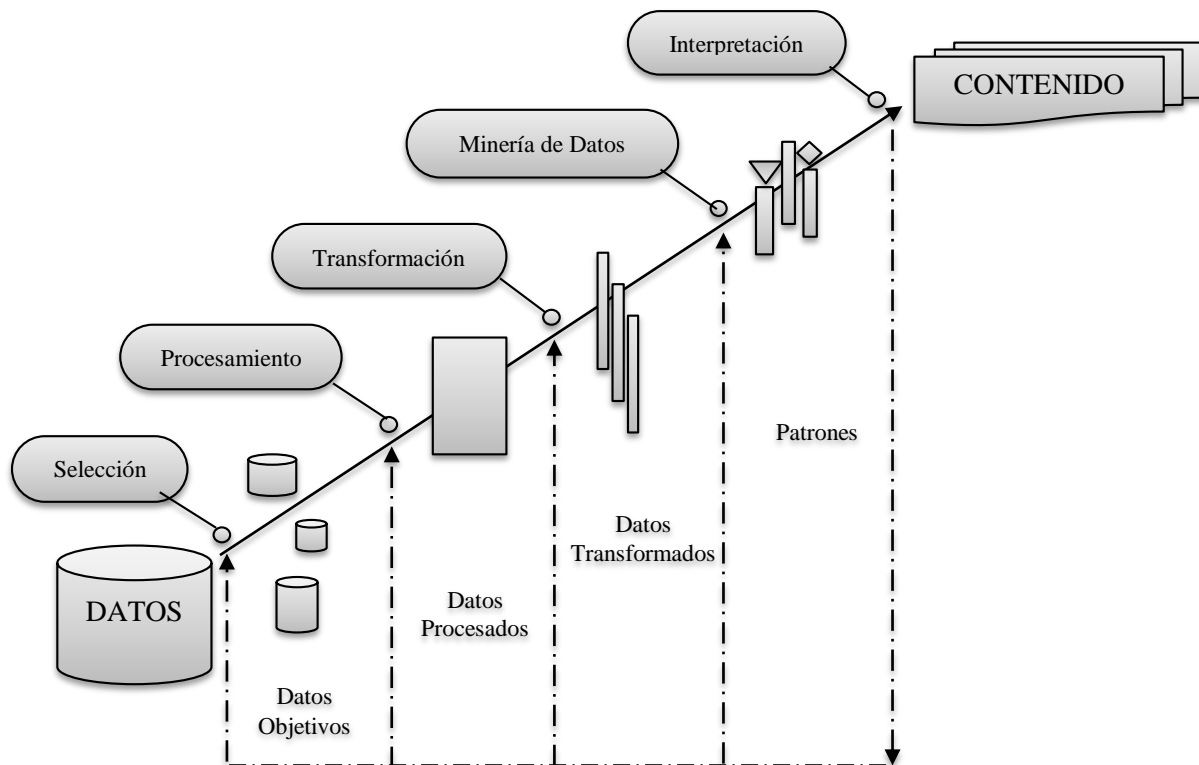 Interpretación
CONTENIDO
Minería de Datos
Transformación
Procesamiento
Patrones
Selección
Datos
Transformados
DATOS
Datos
Procesados
Datos
Objetivos